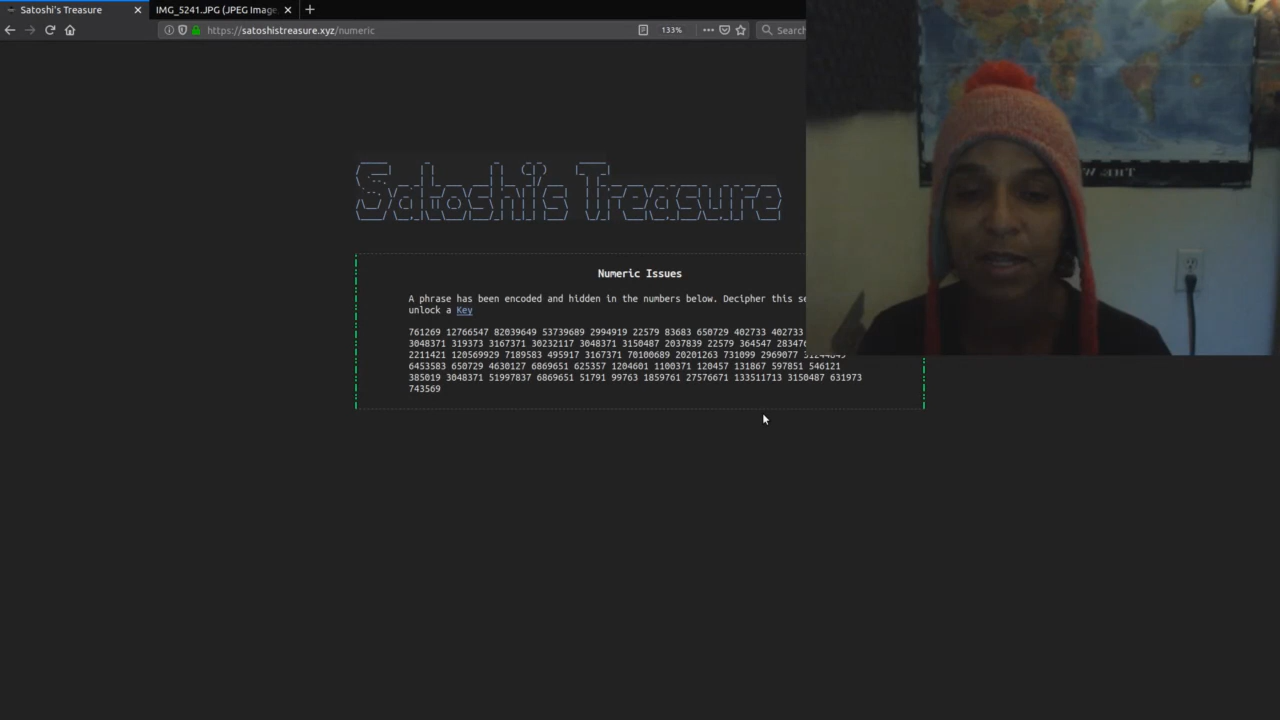 Satoshi's Treasure
IMG_5241.JPG (JPEG Image,
https://satoshistreasure.xyz/numeric
133%
Search
Satoshi's Treasure
Numeric Issues
A phrase has been encoded and hidden in the numbers below. Decipher this
unlock a Key
761269 12766547 82039649 53739689 2994919 22579 83683 650729 402733 402733
3048371 319373 3167371 30232117 3048371 3150487 2037839 22579 364547
2211421 120569929 7189583 495917 3167371 70100689 20201263 731099 2969077
6453583 650729 4630127 6869651 625357 1204601 1100371 120457 131867 597851 546121
385019 3048371 51997837 6869651 51791 99763 1859761 27576671 133511713 3150487 631973
743569
THE W